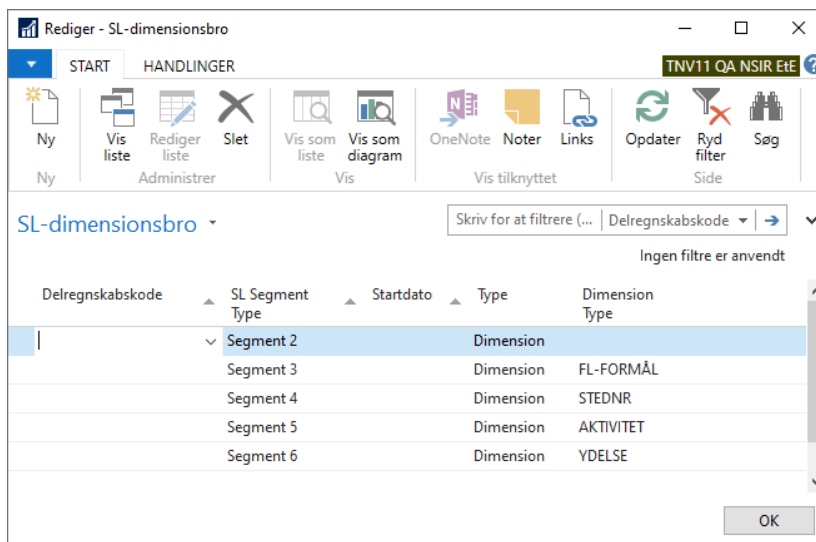 Rediger - SL-dimensionsbro
START HANDLINGER TNV11 QA NSIR EtE ?
Ny Vis liste Rediger liste Slet Vis som liste Vis som diagram OneNote Noter Links Opdater Ryd filter Søg
Ny Administrer Vis Vis tilknyttet Side
SL-dimensionsbro Skriv for at filtrere (... Delregnskabskode
Ingen filtre er anvendt
Delregnskabskode SL Segment Type Startdato Type Dimension Type
Segment 2 Dimension
Segment 3 Dimension FL-FORMÅL
Segment 4 Dimension STEDNR
Segment 5 Dimension AKTIVITET
Segment 6 Dimension YDELSE
OK